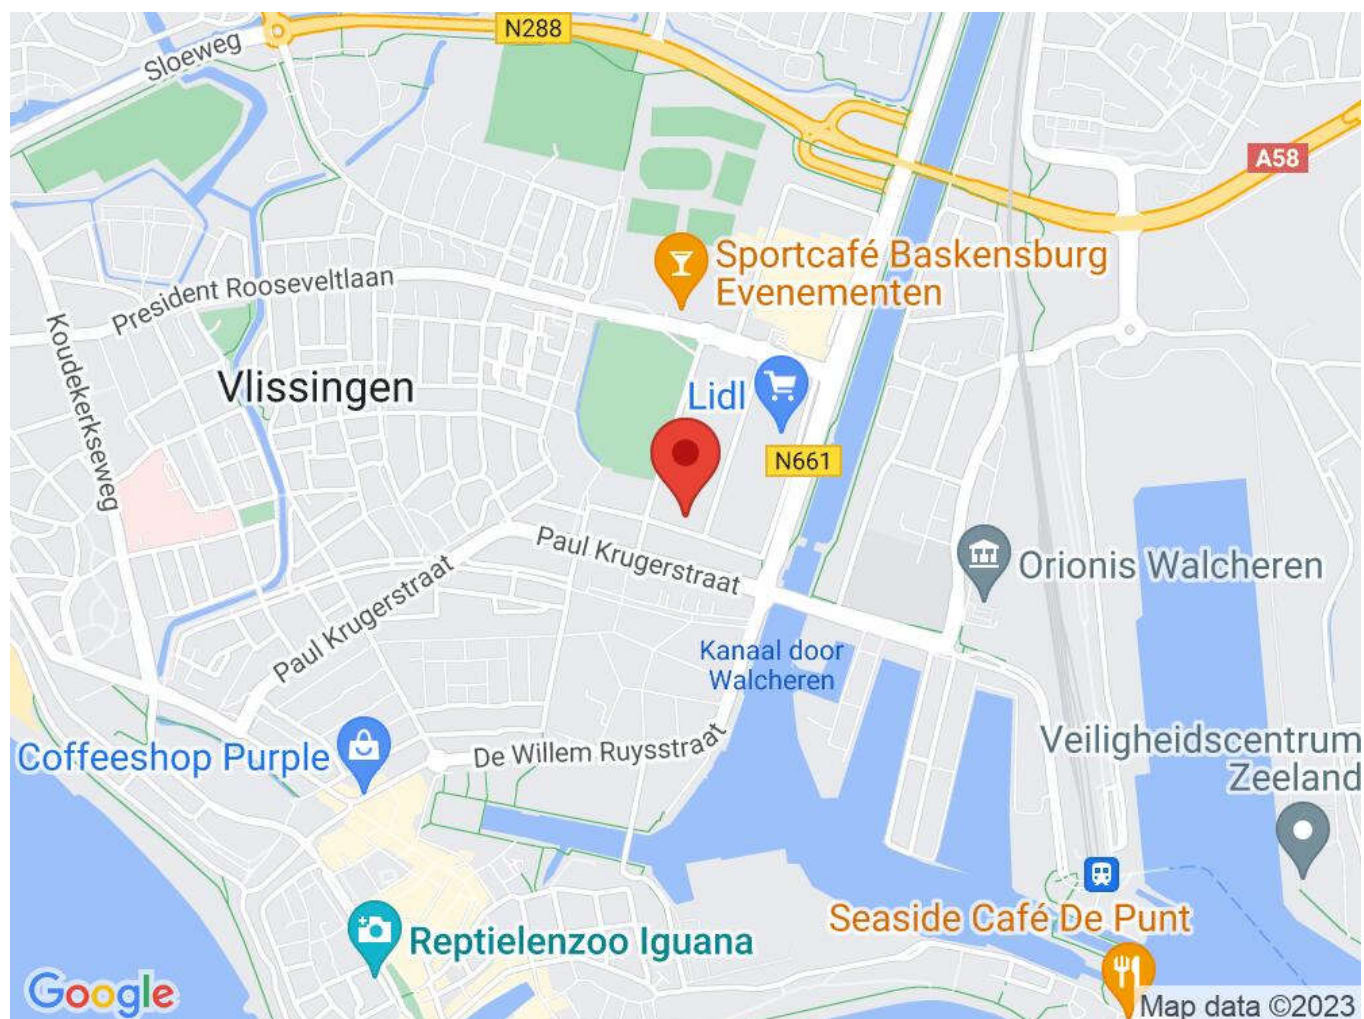 N288
Sloeweg
A58
Sportcafé Baskensburg
Evenementen
President Rooseveltlaan
Koudekerkseweg
Vlissingen
Lidl
N661
Paul Krugerstraat
Orionis Walcheren
Paul Krugerstraat
Kanaal door
Walcheren
De Willem Ruysstraat
Coffeeshop Purple
Veiligheidscentrum
Zeeland
Seaside Café De Punt
Reptielenzoo Iguana
Google
Map data ©2023